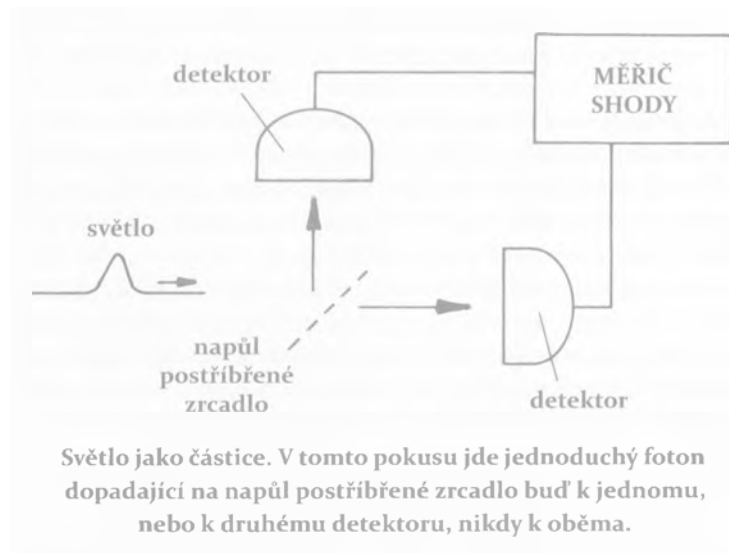 detektor
MĚŘIČ
SHODY
světlo
napůl
postříbřené
zrcadlo
detektor
Světlo jako částice. V tomto pokusu jde jednoduchý foton
dopadající na napůl postříbřené zrcadlo buď k jednomu,
nebo k druhému detektoru, nikdy k oběma.